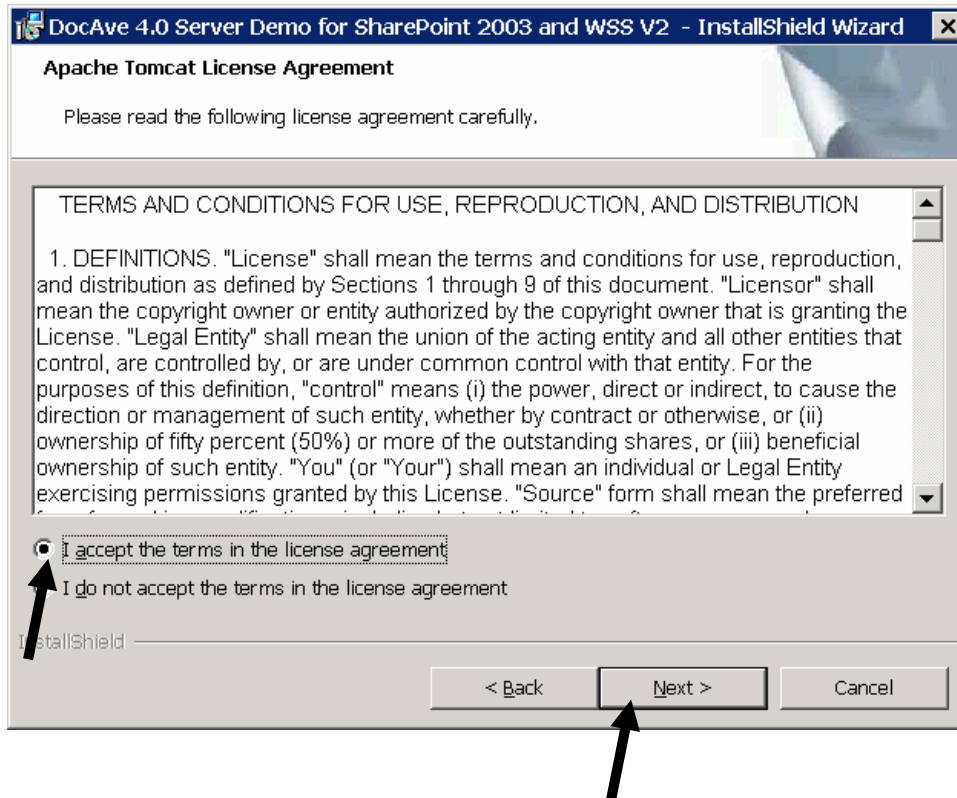 DocAve 4.0 Server Demo for SharePoint 2003 and WSS V2 - InstallShield Wizard
Apache Tomcat License Agreement
Please read the following license agreement carefully.
TERMS AND CONDITIONS FOR USE, REPRODUCTION, AND DISTRIBUTION
1. DEFINITIONS. "License" shall mean the terms and conditions for use, reproduction,
and distribution as defined by Sections 1 through 9 of this document. "Licensor" shall
mean the copyright owner or entity authorized by the copyright owner that is granting the
License. "Legal Entity" shall mean the union of the acting entity and all other entities that
control, are controlled by, or are under common control with that entity. For the
purposes of this definition, "control" means (i) the power, direct or indirect, to cause the
direction or management of such entity, whether by contract or otherwise, or (ii)
ownership of fifty percent (50%) or more of the outstanding shares, or (iii) beneficial
ownership of such entity. "You" (or "Your") shall mean an individual or Legal Entity
exercising permissions granted by this License. "Source" form shall mean the preferred
I accept the terms in the license agreement
I do not accept the terms in the license agreement
InstallShield
< Back Next > Cancel